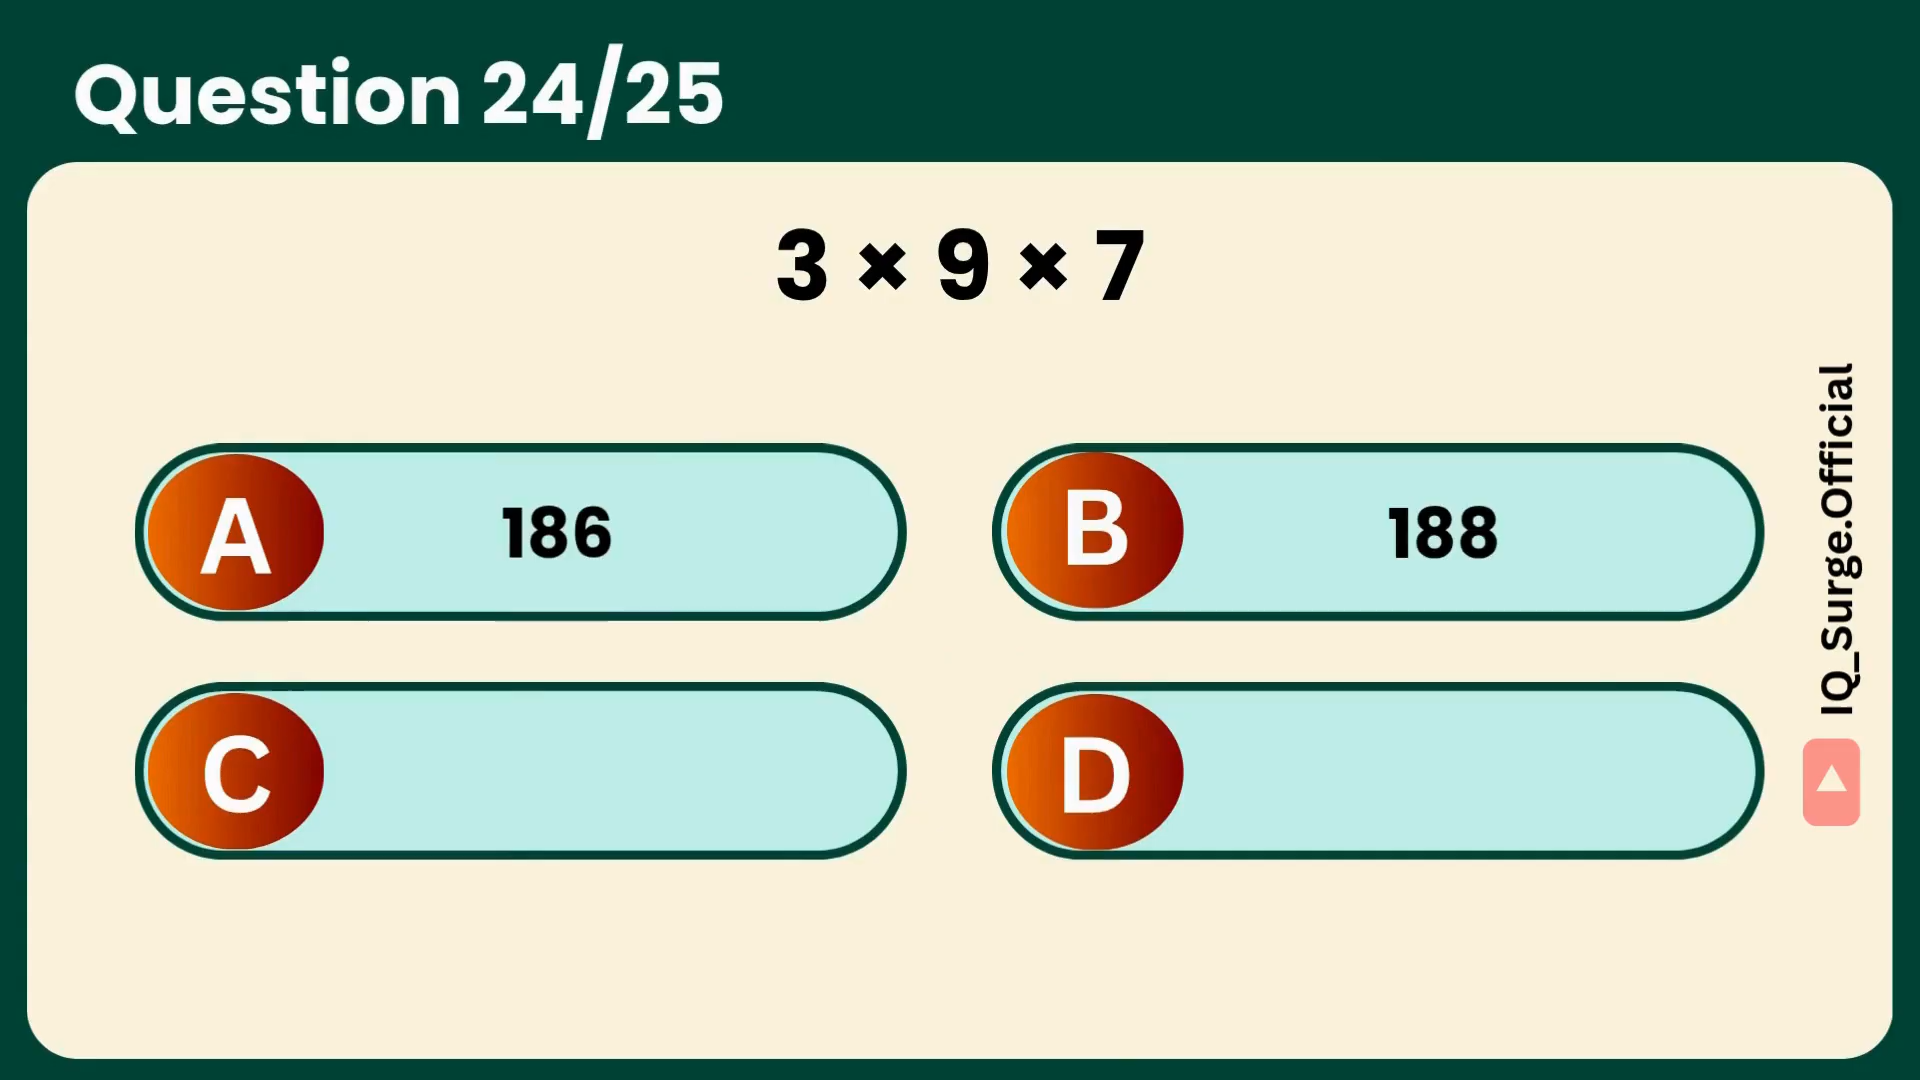 Question 24/25
3 × 9 × 7
A 186
B 188
C
D
IQ_Surge.Official